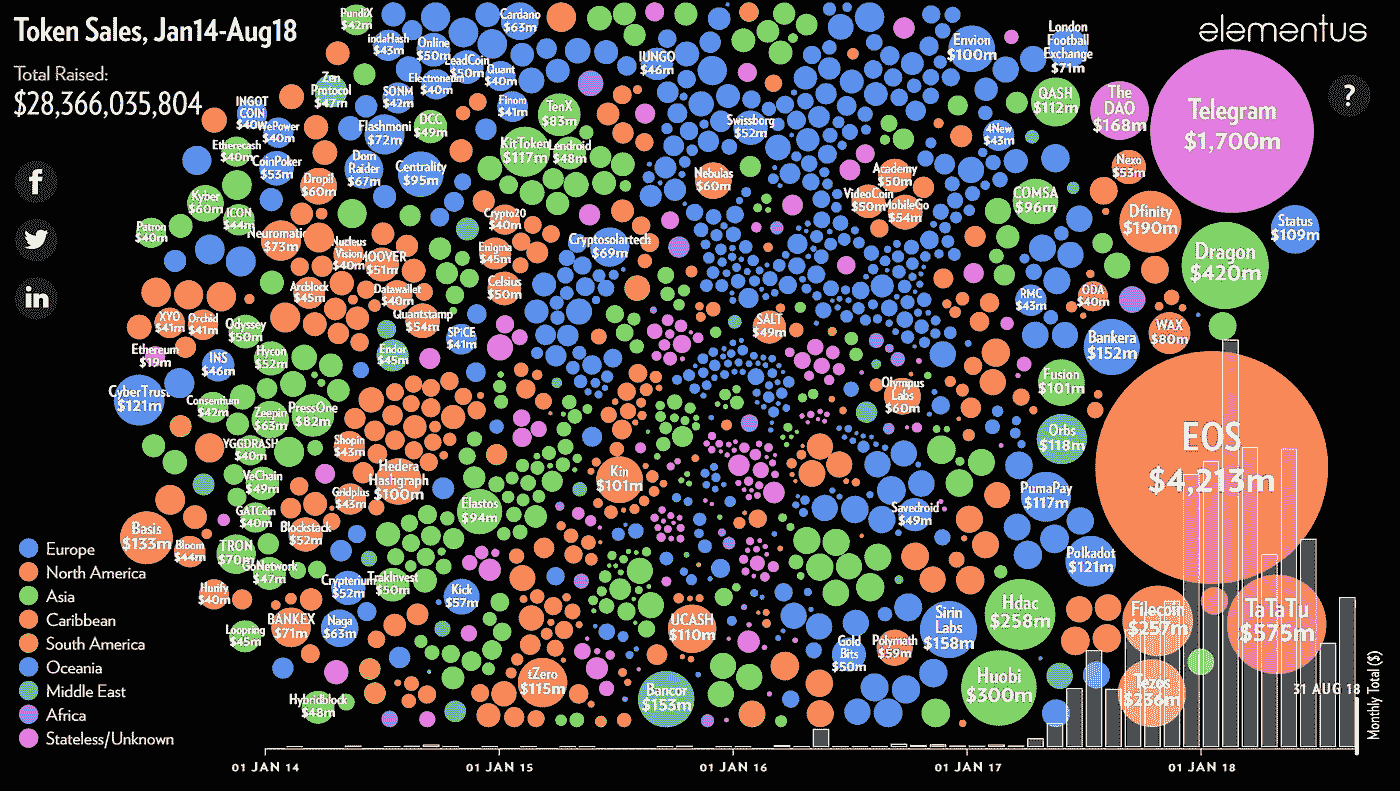 Token Sales, Jan14-Aug18
Total Raised:
$28,366,035,804
elementus
?
PundiX
$42m
indaHash
$43m
Online
$50m
Cardano
$63m
LeadCoin
$50m
Electroneum
$40m
Quant
$40m
IUNGO
$46m
Envion
$100m
London
Football
Exchange
$71m
Zen
Protocol
$47m
SONM
$42m
Finom
$41m
TenX
$83m
QASH
$112m
The
DAO
$168m
Telegram
$1,700m
INGOT
COIN
$40m
WePower
$40m
Flashmoni
$72m
DCC
$49m
Swissborg
$52m
4New
$43m
Ethercash
$40m
CoinPoker
$53m
Dom
Raider
$67m
Centrality
$95m
KitToken
$117m
Lendroid
$48m
Nebulas
$60m
Academy
$50m
VideoCoin
$50m
MobileGo
$54m
Nexo
$53m
Dropil
$60m
Kyber
$60m
ICON
$44m
COMSA
$96m
Dfinity
$190m
Status
$109m
Patron
$40m
Neuromation
$73m
Nucleus
Vision
$40m
HOOVER
$51m
Crypto20
$40m
Enigma
$45m
Cryptosolartech
$69m
Dragon
$420m
Arcblock
$45m
Datawallet
$40m
Celsius
$50m
RMC
$43m
ODA
$40m
XYO
$41m
Orchid
$41m
Odyssey
$50m
Quantstamp
$54m
SPiCE
$41m
SALT
$49m
Bankera
$152m
WAX
$80m
Ethereum
$19m
INS
$46m
Hycon
$52m
Endor
$45m
CyberTrust
$121m
Consentium
$42m
Zeepin
$63m
PressOne
$82m
Olympus
Labs
$60m
Fusion
$101m
Orbs
$118m
EOS
$4,213m
YGGDRASH
$40m
Shopin
$43m
Hedera
Hashgraph
$100m
Kin
$101m
VeChain
$49m
Gridplus
$43m
PumaPay
$117m
GATCoin
$40m
Blockstack
$52m
Elastos
$94m
Savedroid
$49m
Basis
$133m
Bloom
$44m
TRON
$70m
GoNetwork
$47m
Polkadot
$121m
Hurify
$40m
Crypterium
$52m
TrakInvest
$50m
Kick
$57m
Hdac
$258m
Filecoin
$257m
TaTaTu
$575m
Loopring
$45m
BANKEX
$71m
Naga
$63m
UCASH
$110m
Gold
Bits
$50m
Polymath
$59m
Sirin
Labs
$158m
Hybridblock
$48m
tZero
$115m
Bancor
$153m
Huobi
$300m
Tezos
$236m
Europe
North America
Asia
Caribbean
South America
Oceania
Middle East
Africa
Stateless/Unknown
31 AUG 18
Monthly Total ($)
01 JAN 14
01 JAN 15
01 JAN 16
01 JAN 17
01 JAN 18